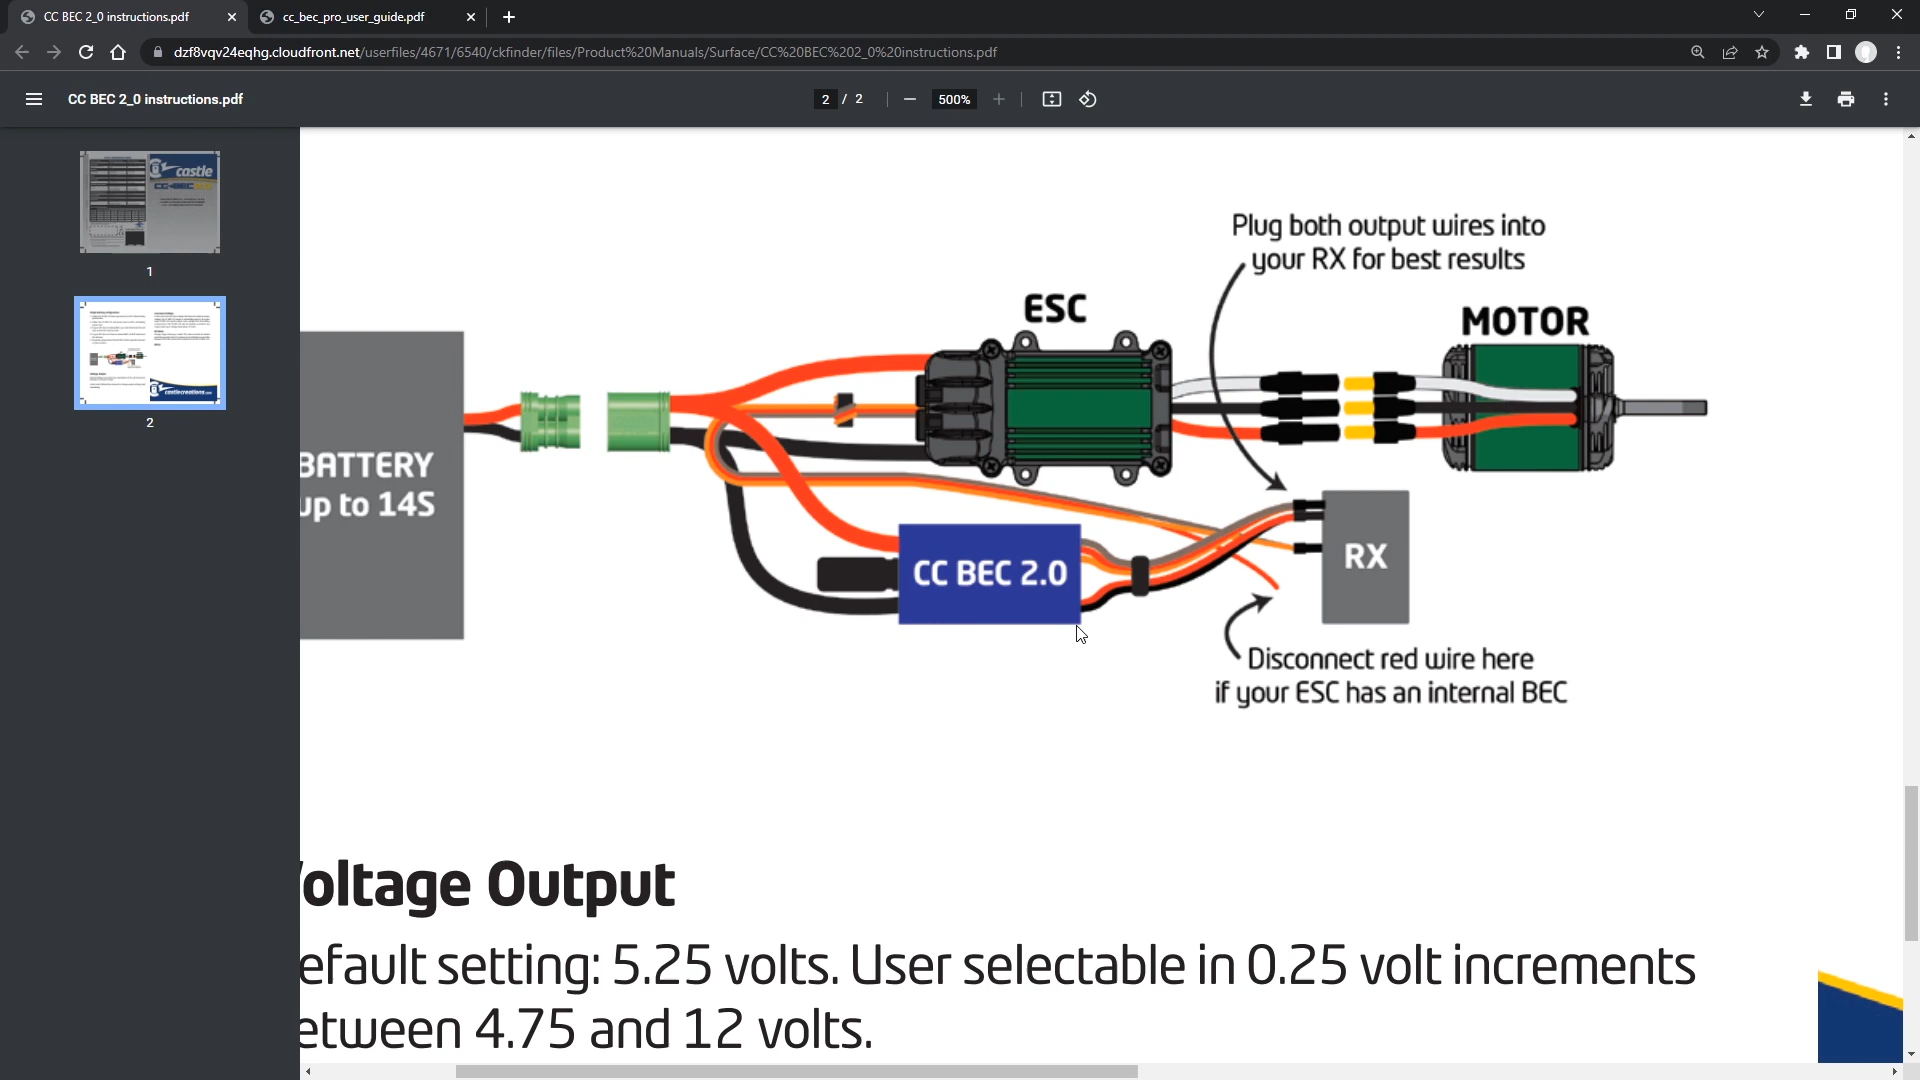 CC BEC 2_0 instructions.pdf
cc_bec_pro_user_guide.pdf
dzf8vqv24eqhg.cloudfront.net/userfiles/4671/6540/ckfinder/files/Product%20Manuals/Surface/CC%20BEC%202_0%20instructions.pdf
CC BEC 2_0 instructions.pdf
2 / 2
500%
castle
1
castlecreations.com
2
Plug both output wires into
your RX for best results
ESC
MOTOR
BATTERY
up to 14S
CC BEC 2.0
RX
Disconnect red wire here
if your ESC has an internal BEC
oltage Output
efault setting: 5.25 volts. User selectable in 0.25 volt increments
etween 4.75 and 12 volts.